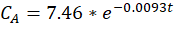 C_A = 7.46 * e^{-0.0093t}